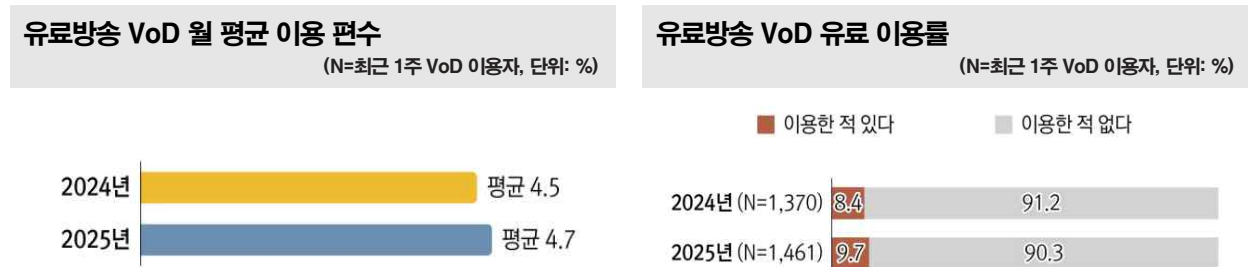 유료방송 VoD 월 평균 이용 편수
(N=최근 1주 VoD 이용자, 단위: %)
2024년 평균 4.5
2025년 평균 4.7
유료방송 VoD 유료 이용률
(N=최근 1주 VoD 이용자, 단위: %)
이용한 적 있다 이용한 적 없다
2024년 (N=1,370) 8.4 91.2
2025년 (N=1,461) 9.7 90.3